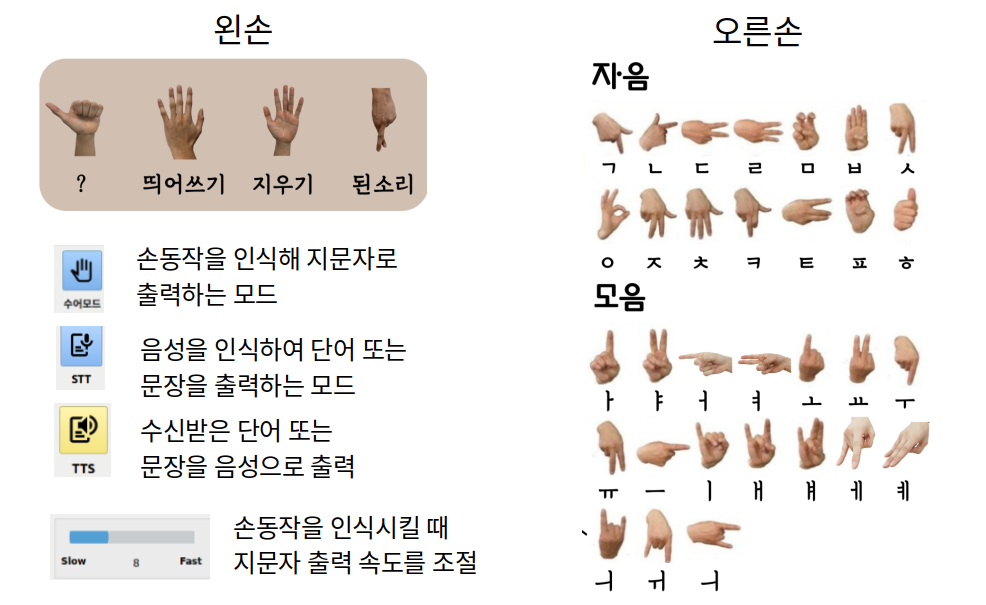 왼손
? 띄어쓰기 지우기 된소리
수어모드
손동작을 인식해 지문자로
출력하는 모드
STT
음성을 인식하여 단어 또는
문장을 출력하는 모드
TTS
수신받은 단어 또는
문장을 음성으로 출력
Slow 8 Fast
손동작을 인식시킬 때
지문자 출력 속도를 조절
오른손
자음
ㄱ ㄴ ㄷ ㄹ ㅁ ㅂ ㅅ
ㅇ ㅈ ㅊ ㅋ ㅌ ㅍ ㅎ
모음
ㅏ ㅑ ㅓ ㅕ ㅗ ㅛ ㅜ
ㅠ ㅡ ㅣ ㅐ ㅒ ㅔ ㅖ
ㅢ ㅟ ㅢ